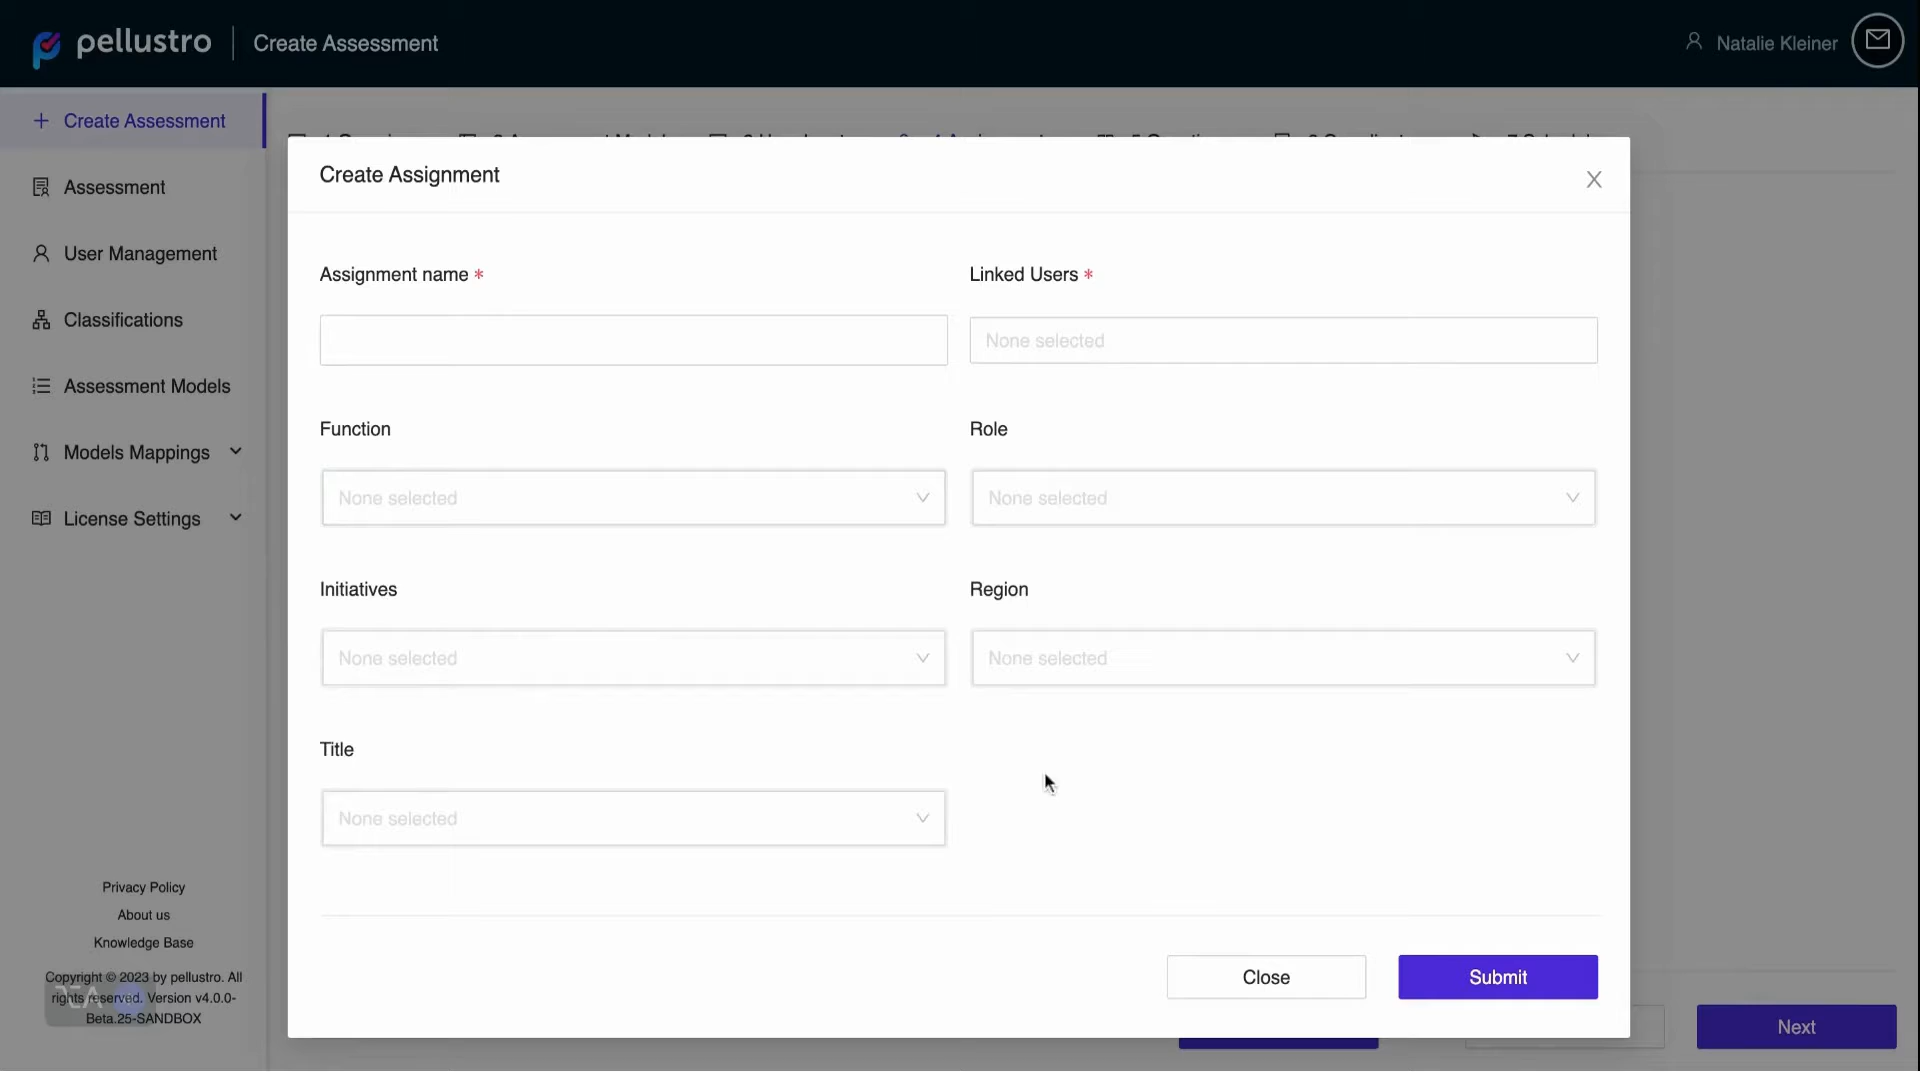 pellustro
Create Assessment
Natalie Kleiner
Create Assessment
Assessment
User Management
Classifications
Assessment Models
Models Mappings
License Settings
Create Assignment
Assignment name *
Linked Users *
None selected
Function
Role
None selected
None selected
Initiatives
Region
None selected
None selected
Title
None selected
Close
Submit
Next
Privacy Policy
About us
Knowledge Base
Copyright © 2023 by pellustro. All
rights reserved. Version v4.0.0-
Beta.25-SANDBOX